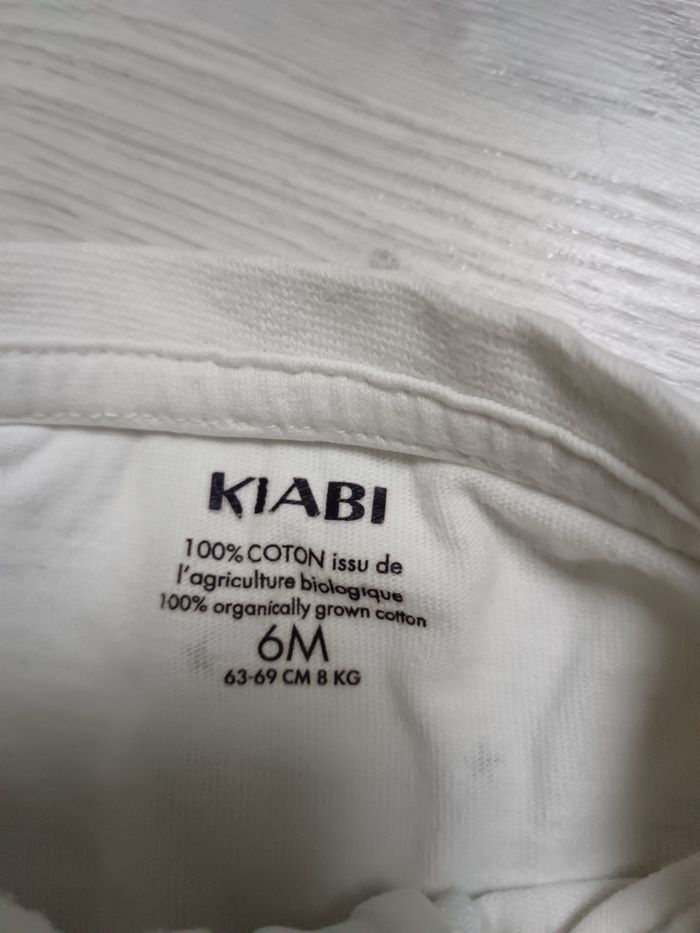 KIABI
100% COTON issu de
l'agriculture biologique
100% organically grown cotton
6M
63-69 CM 8 KG